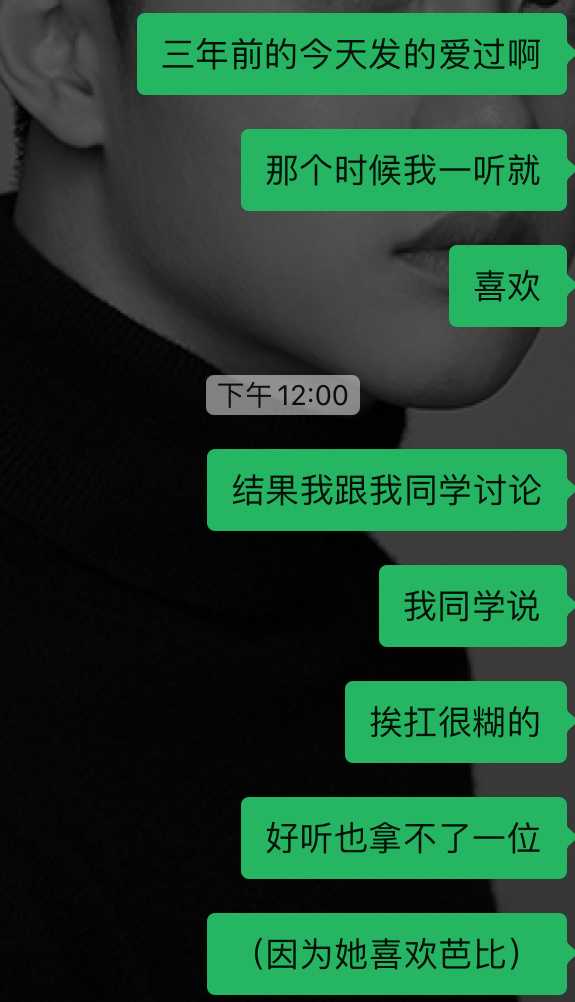 三年前的今天发的爱过啊
那个时候我一听就
喜欢
下午 12:00
结果我跟我同学讨论
我同学说
挨扛很糊的
好听也拿不了一位
（因为她喜欢芭比）